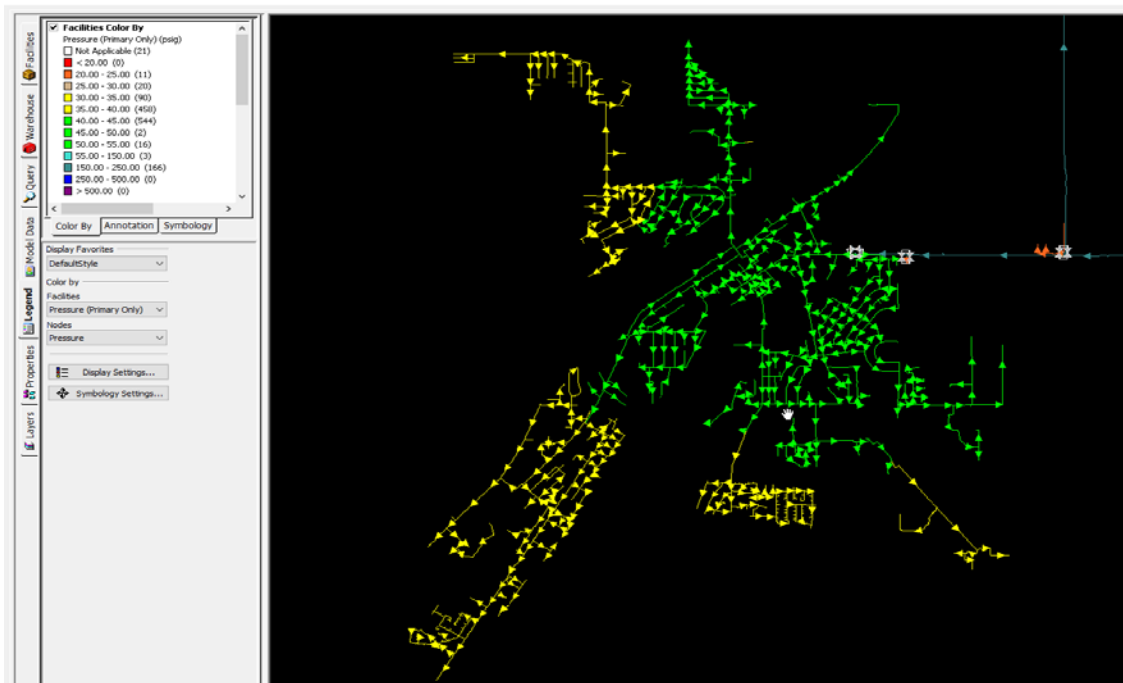 Facilities
Warehouse
Query
Model Data
Legend
Properties
Layers
Facilities Color By
Pressure (Primary Only) (psig)
Not Applicable (21)
< 20.00 (0)
20.00 - 25.00 (11)
25.00 - 30.00 (20)
30.00 - 35.00 (90)
35.00 - 40.00 (458)
40.00 - 45.00 (544)
45.00 - 50.00 (2)
50.00 - 55.00 (16)
55.00 - 150.00 (3)
150.00 - 250.00 (166)
250.00 - 500.00 (0)
> 500.00 (0)
Color By Annotation Symbology
Display Favorites
DefaultStyle
Color by
Facilities
Pressure (Primary Only)
Nodes
Pressure
Display Settings...
Symbology Settings...